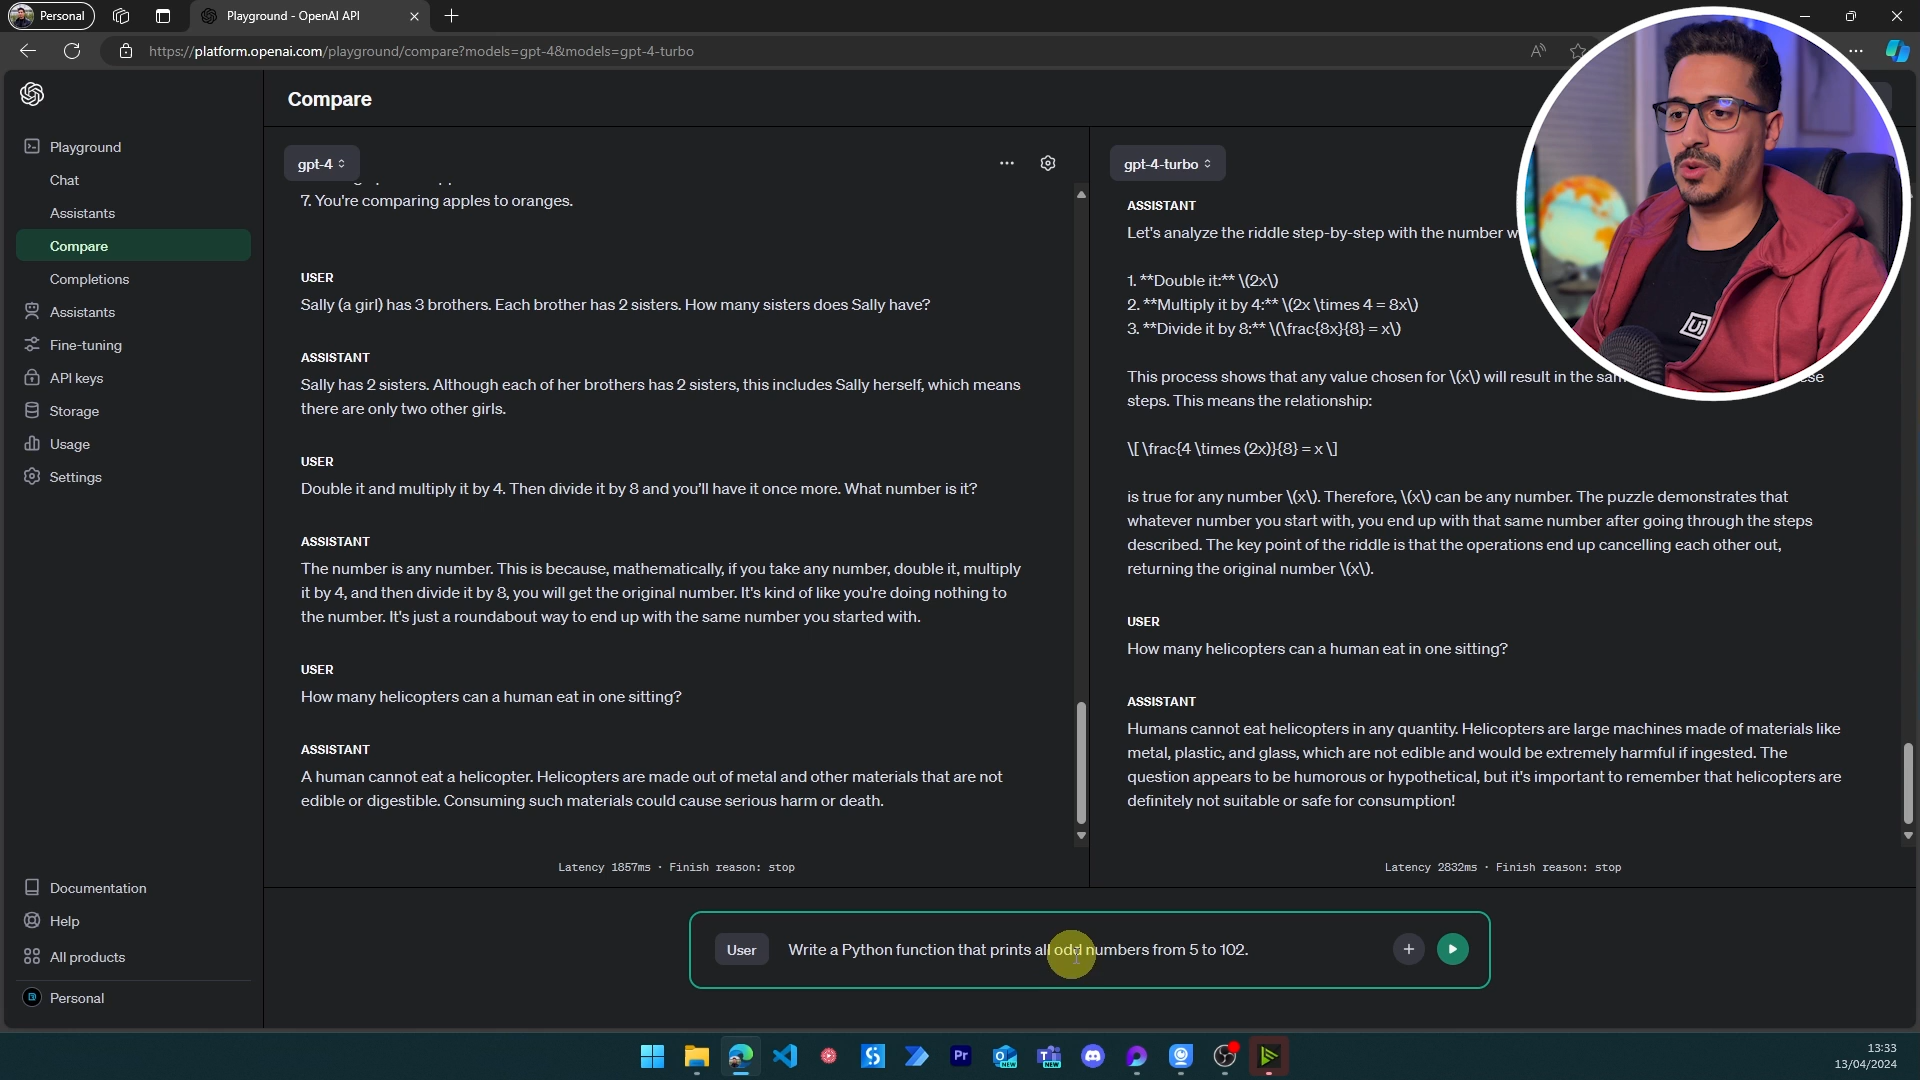 Personal
Playground - OpenAI API
https://platform.openai.com/playground/compare?models=gpt-4&models=gpt-4-turbo
Playground
Chat
Assistants
Compare
Completions
Assistants
Fine-tuning
API keys
Storage
Usage
Settings
Documentation
Help
All products
Personal
Compare
gpt-4
7. You're comparing apples to oranges.
USER
Sally (a girl) has 3 brothers. Each brother has 2 sisters. How many sisters does Sally have?
ASSISTANT
Sally has 2 sisters. Although each of her brothers has 2 sisters, this includes Sally herself, which means
there are only two other girls.
USER
Double it and multiply it by 4. Then divide it by 8 and you’ll have it once more. What number is it?
ASSISTANT
The number is any number. This is because, mathematically, if you take any number, double it, multiply
it by 4, and then divide it by 8, you will get the original number. It's kind of like you're doing nothing to
the number. It's just a roundabout way to end up with the same number you started with.
USER
How many helicopters can a human eat in one sitting?
ASSISTANT
A human cannot eat a helicopter. Helicopters are made out of metal and other materials that are not
edible or digestible. Consuming such materials could cause serious harm or death.
Latency 1857ms · Finish reason: stop
gpt-4-turbo
ASSISTANT
Let's analyze the riddle step-by-step with the number w
1. **Double it:** \(2x\)
2. **Multiply it by 4:** \(2x \times 4 = 8x\)
3. **Divide it by 8:** \(\frac{8x}{8} = x\)
This process shows that any value chosen for \(x\) will result in the sam
steps. This means the relationship:
\[ \frac{4 \times (2x)}{8} = x \]
is true for any number \(x\). Therefore, \(x\) can be any number. The puzzle demonstrates that
whatever number you start with, you end up with that same number after going through the steps
described. The key point of the riddle is that the operations end up cancelling each other out,
returning the original number \(x\).
USER
How many helicopters can a human eat in one sitting?
ASSISTANT
Humans cannot eat helicopters in any quantity. Helicopters are large machines made of materials like
metal, plastic, and glass, which are not edible and would be extremely harmful if ingested. The
question appears to be humorous or hypothetical, but it's important to remember that helicopters are
definitely not suitable or safe for consumption!
Latency 2832ms · Finish reason: stop
User
Write a Python function that prints all odd numbers from 5 to 102.
Pr
NEW
NEW
13:33
13/04/2024